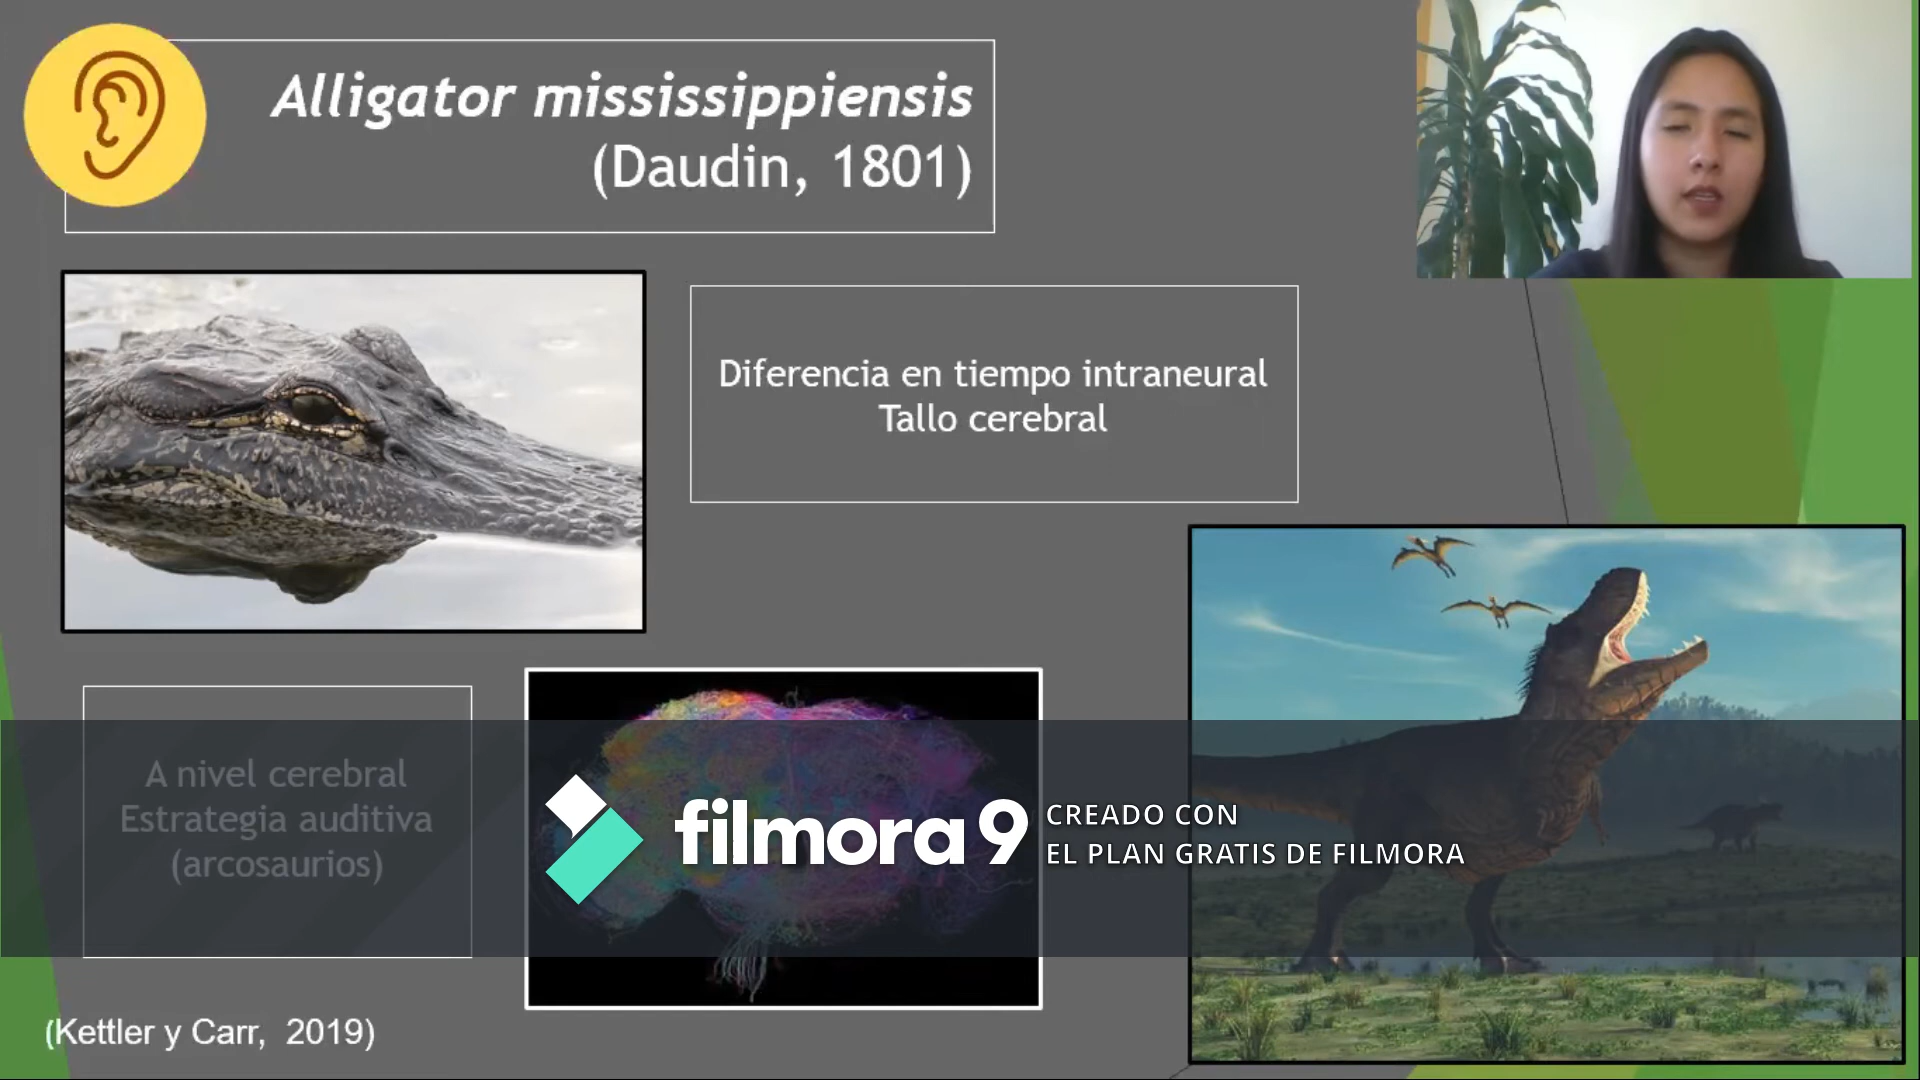 Alligator mississippiensis
(Daudin, 1801)
Diferencia en tiempo intraneural
Tallo cerebral
A nivel cerebral
Estrategia auditiva
(arcosaurios)
filmora9
CREADO CON
EL PLAN GRATIS DE FILMORA
(Kettler y Carr, 2019)